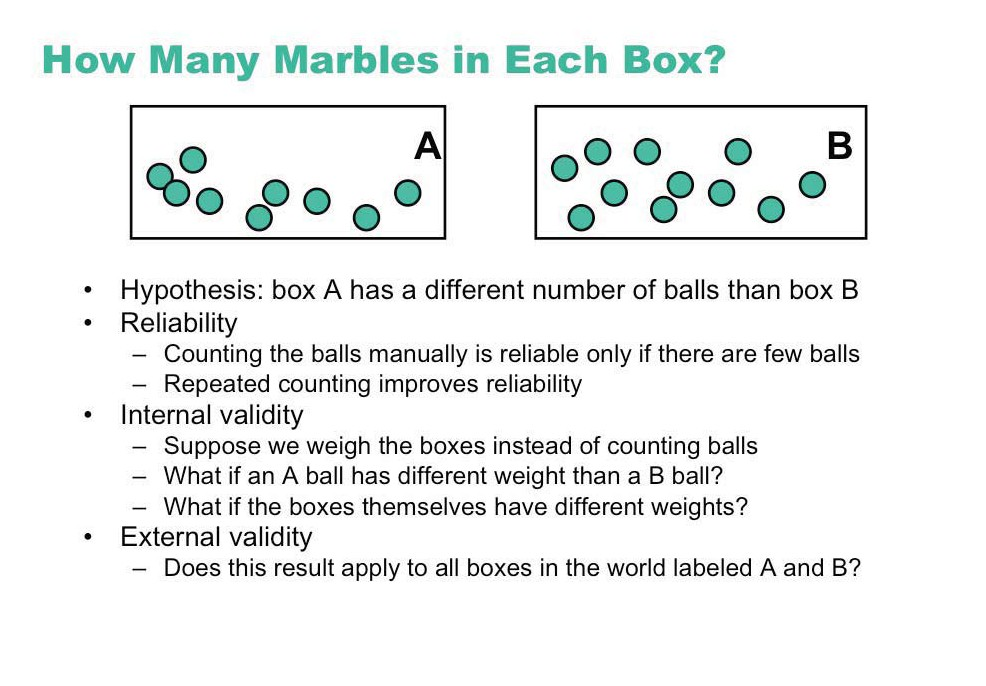 How Many Marbles in Each Box?
A
B
• Hypothesis: box A has a different number of balls than box B
• Reliability
– Counting the balls manually is reliable only if there are few balls
– Repeated counting improves reliability
• Internal validity
– Suppose we weigh the boxes instead of counting balls
– What if an A ball has different weight than a B ball?
– What if the boxes themselves have different weights?
• External validity
– Does this result apply to all boxes in the world labeled A and B?